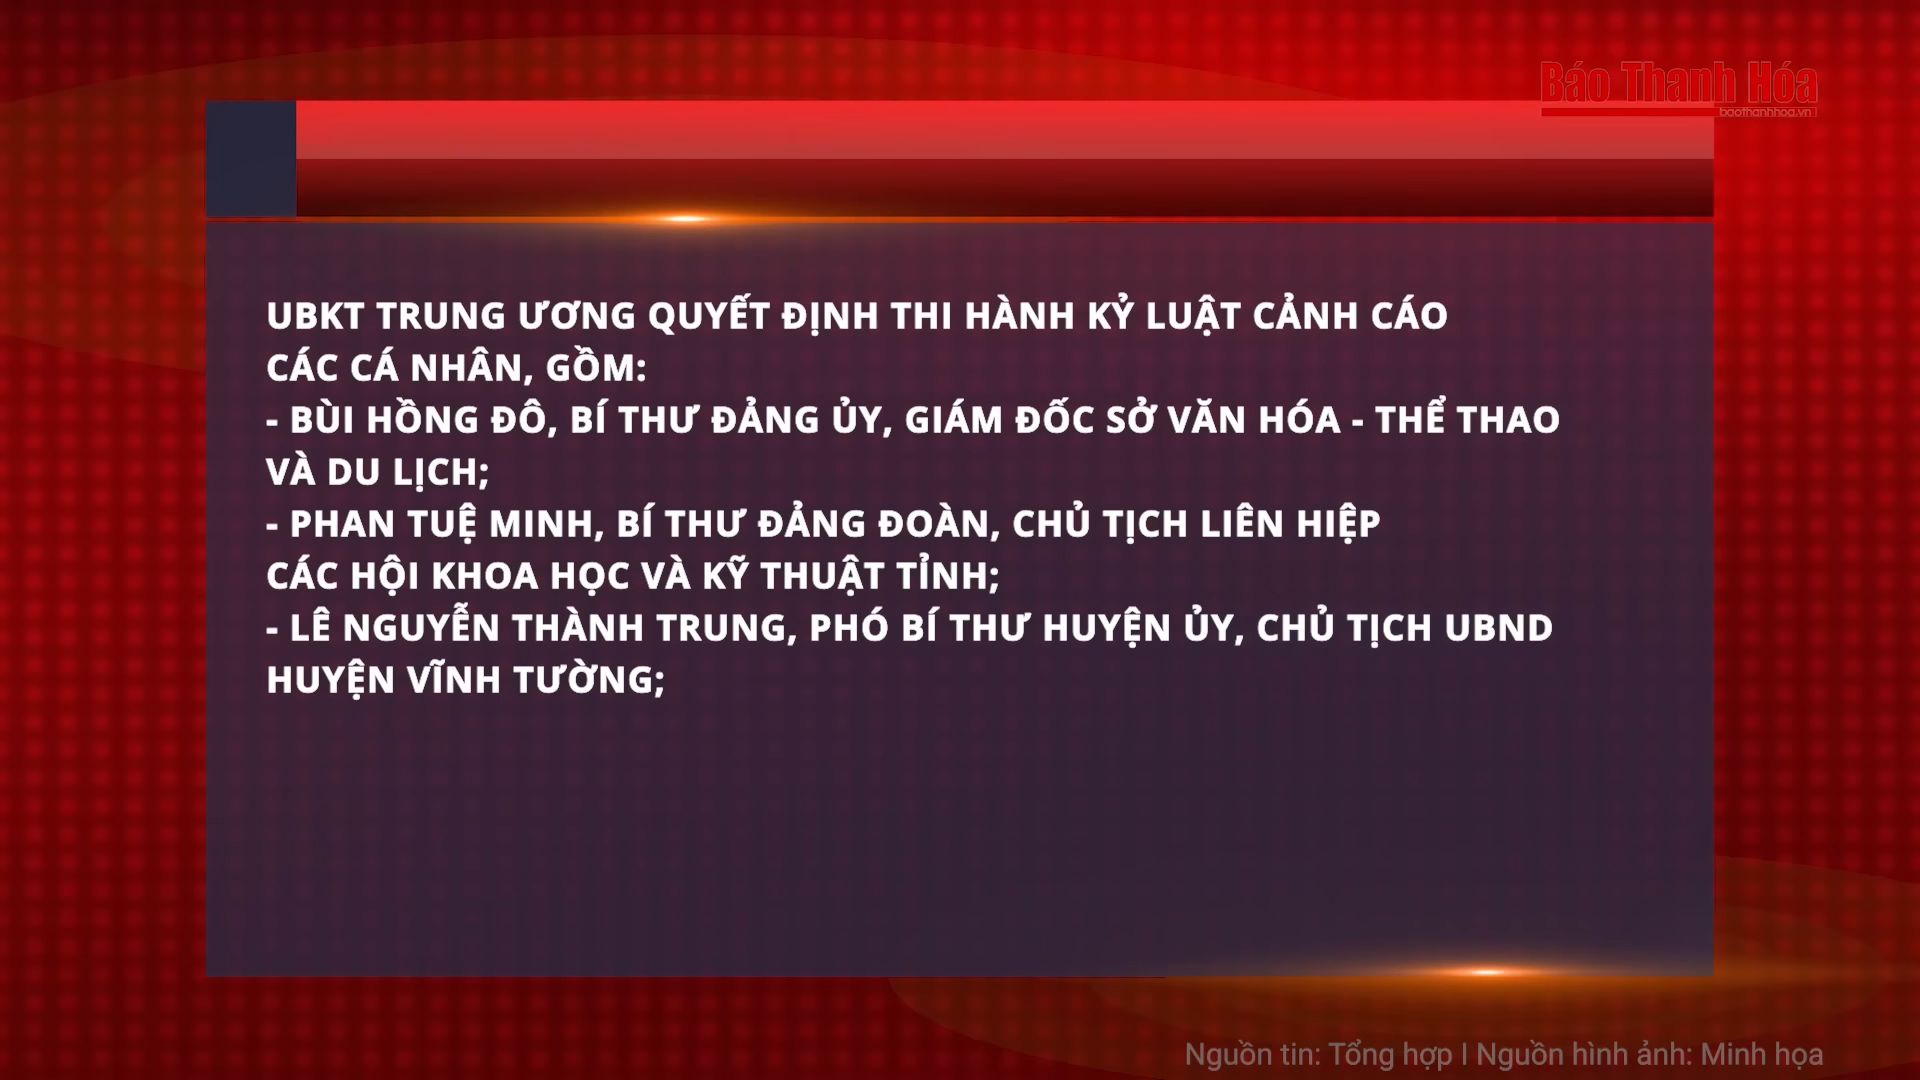 Báo Thanh Hóa
baothanhhoa.vn
UBKT TRUNG ƯƠNG QUYẾT ĐỊNH THI HÀNH KỶ LUẬT CẢNH CÁO
CÁC CÁ NHÂN, GỒM:
- BÙI HỒNG ĐÔ, BÍ THƯ ĐẢNG ỦY, GIÁM ĐỐC SỞ VĂN HÓA - THỂ THAO
VÀ DU LỊCH;
- PHAN TUỆ MINH, BÍ THƯ ĐẢNG ĐOÀN, CHỦ TỊCH LIÊN HIỆP
CÁC HỘI KHOA HỌC VÀ KỸ THUẬT TỈNH;
- LÊ NGUYỄN THÀNH TRUNG, PHÓ BÍ THƯ HUYỆN ỦY, CHỦ TỊCH UBND
HUYỆN VĨNH TƯỜNG;
Nguồn tin: Tổng hợp I Nguồn hình ảnh: Minh họa